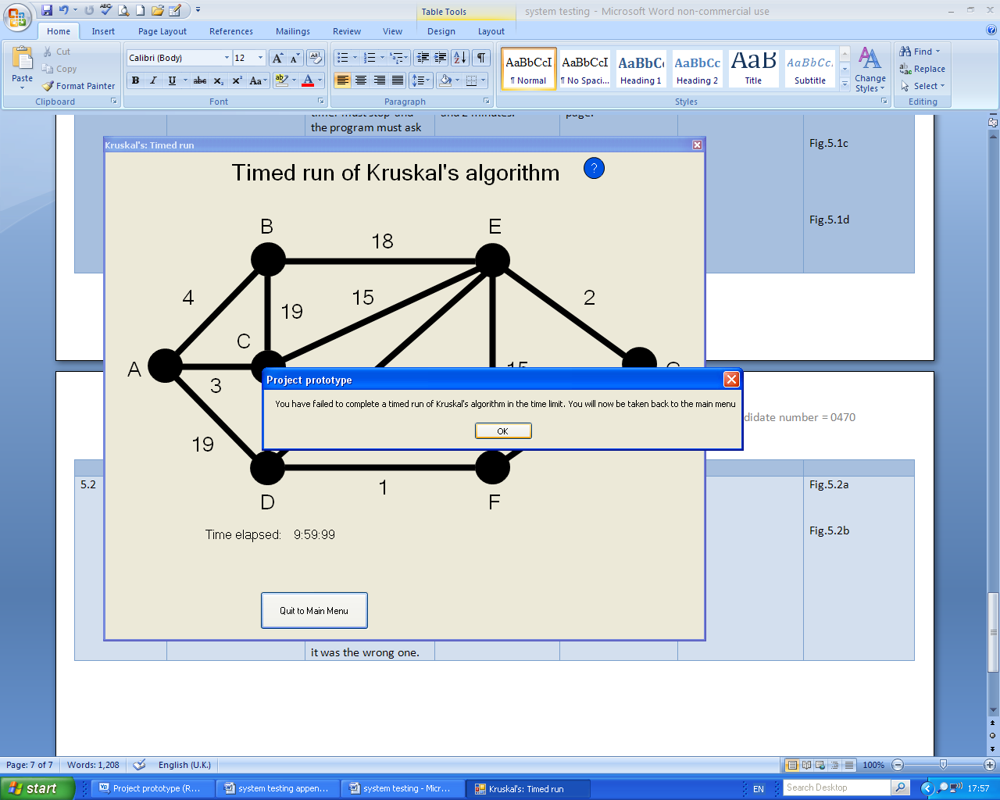 Table Tools
system testing - Microsoft Word non-commercial use
Home Insert Page Layout References Mailings Review View Design Layout
Paste
Cut
Copy
Format Painter
Clipboard
Calibri (Body) 12
Font
Paragraph
AaBbCcI AaBbCcI AaBbC AaBbCc AaB AaBbCc.
¶ Normal ¶ No Spaci... Heading 1 Heading 2 Title Subtitle
Change Styles
Styles
Find
Replace
Select
Editing
the program must ask
and 2 minutes.
page.
Fig.5.1c
Fig.5.1d
Kruskal's: Timed run
Timed run of Kruskal's algorithm ?
B E
18
4 19 15 2
C
A
3
15
19
1
D F
Time elapsed: 9:59:99
Quit to Main Menu
Project prototype
You have failed to complete a timed run of Kruskal's algorithm in the time limit. You will now be taken back to the main menu
OK
didate number = 0470
5.2
Fig.5.2a
Fig.5.2b
it was the wrong one.
Page: 7 of 7 Words: 1,208 English (U.K.) 100%
start Project prototype (R... system testing appen... system testing - Micr... Kruskal's: Timed run EN Search Desktop 17:57